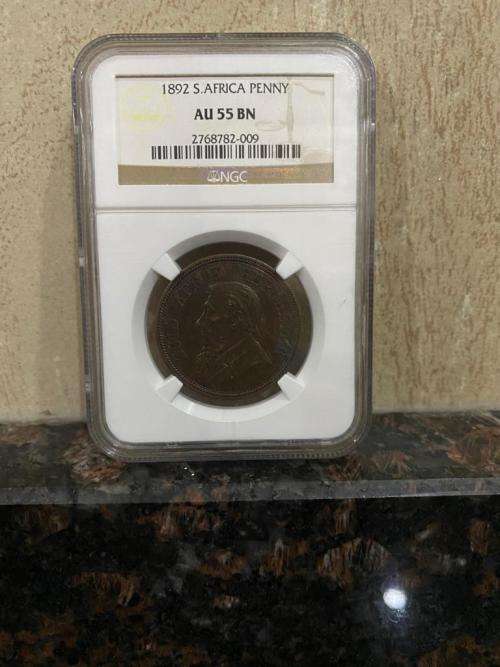 1892 S.AFRICA PENNY
AU 55 BN
2768782-009
NGC